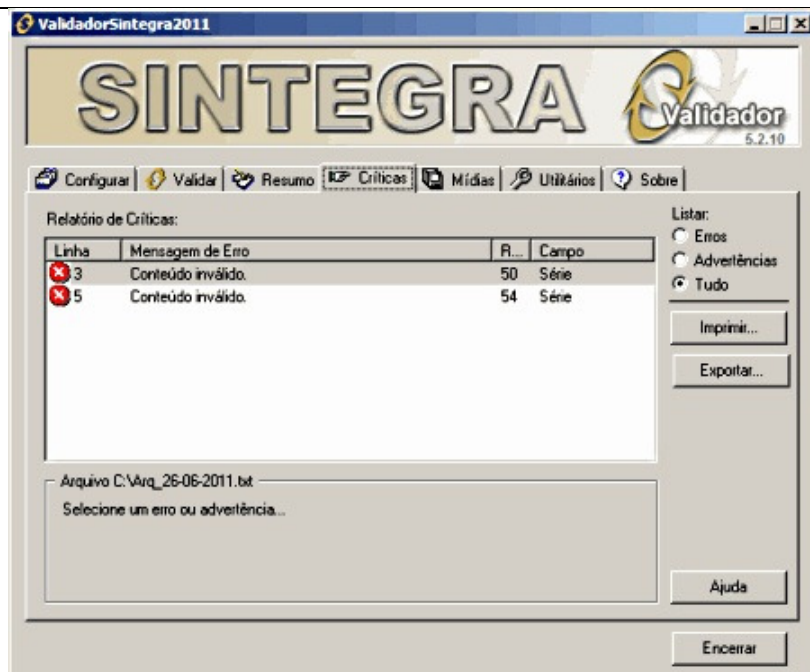 ValidadorSintegra2011
SINTEGRA
Validador
5.2.10
Configurar Validar Resumo Críticas Mídias Utilitários Sobre
Relatório de Críticas:
Linha Mensagem de Erro R... Campo
3 Conteúdo inválido. 50 Série
5 Conteúdo inválido. 54 Série
Listar:
Erros
Advertências
Tudo
Imprimir...
Exportar...
Arquivo C:\Arq_26-06-2011.txt
Selecione um erro ou advertência...
Ajuda
Encerrar